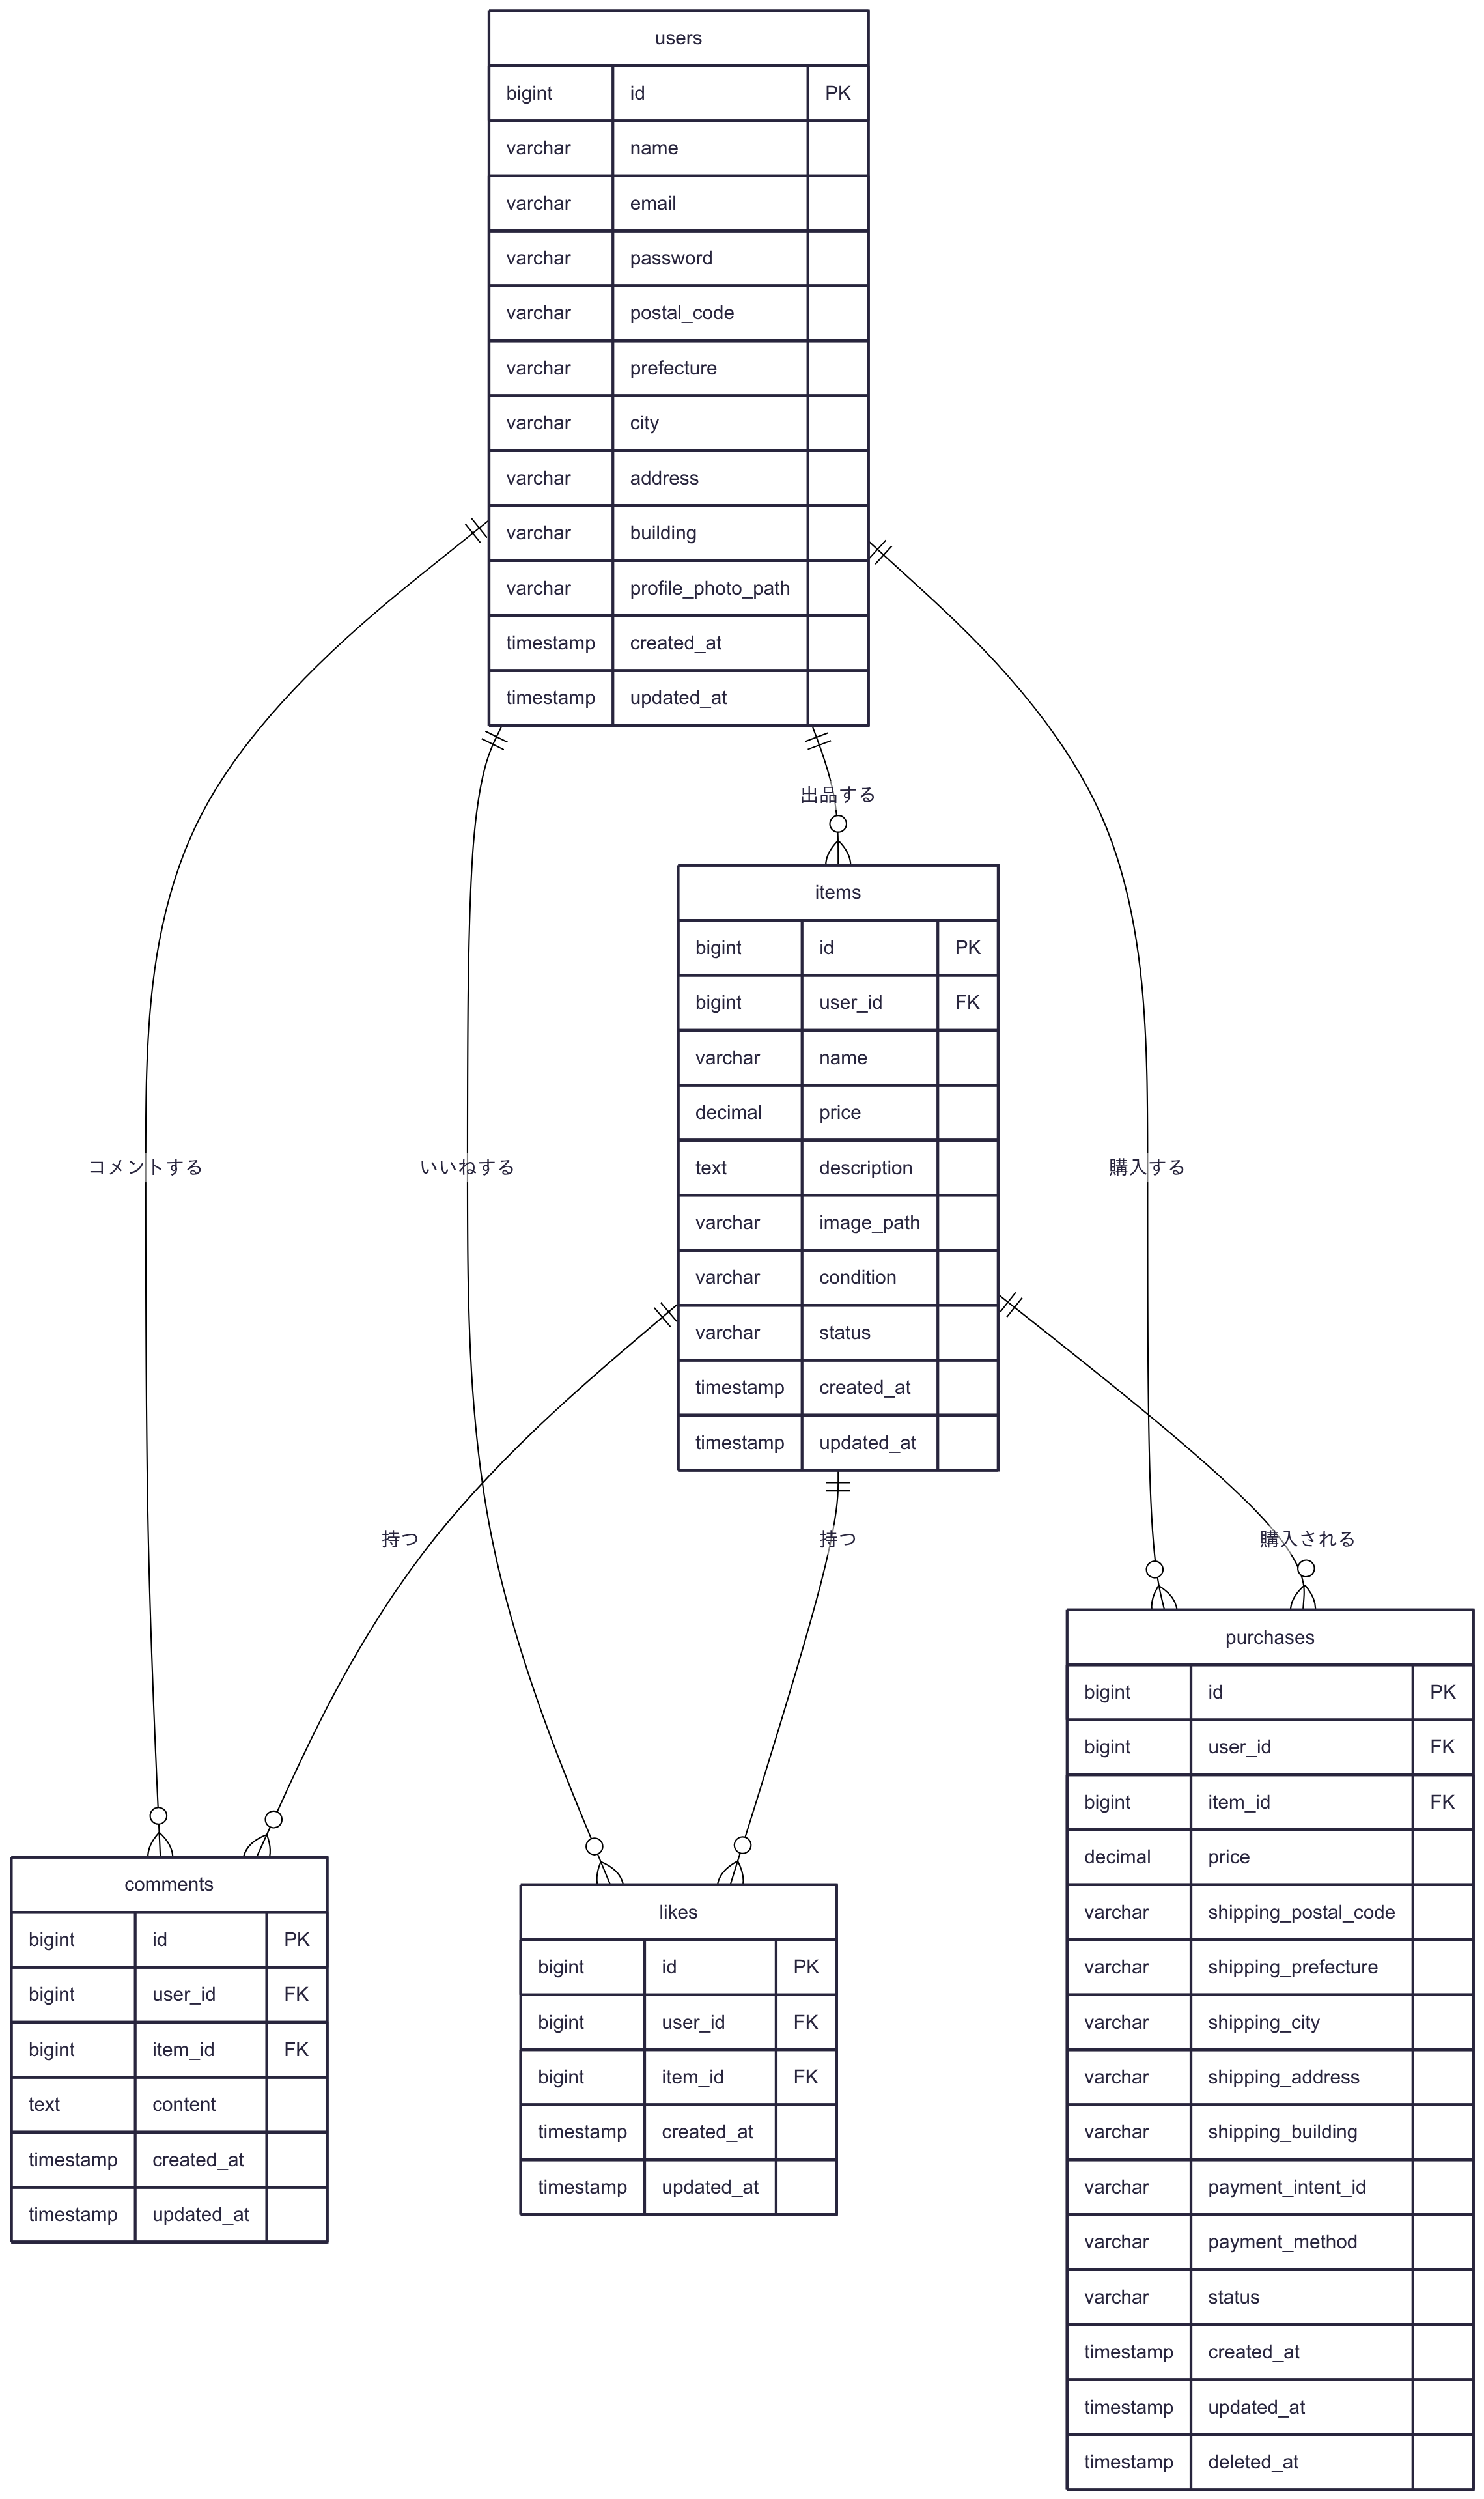 users
bigint id PK
varchar name
varchar email
varchar password
varchar postal_code
varchar prefecture
varchar city
varchar address
varchar building
varchar profile_photo_path
timestamp created_at
timestamp updated_at
出品する
items
bigint id PK
bigint user_id FK
varchar name
decimal price
text description
varchar image_path
varchar condition
varchar status
timestamp created_at
timestamp updated_at
コメントする
いいねする
購入する
持つ
持つ
購入される
comments
bigint id PK
bigint user_id FK
bigint item_id FK
text content
timestamp created_at
timestamp updated_at
likes
bigint id PK
bigint user_id FK
bigint item_id FK
timestamp created_at
timestamp updated_at
purchases
bigint id PK
bigint user_id FK
bigint item_id FK
decimal price
varchar shipping_postal_code
varchar shipping_prefecture
varchar shipping_city
varchar shipping_address
varchar shipping_building
varchar payment_intent_id
varchar payment_method
varchar status
timestamp created_at
timestamp updated_at
timestamp deleted_at